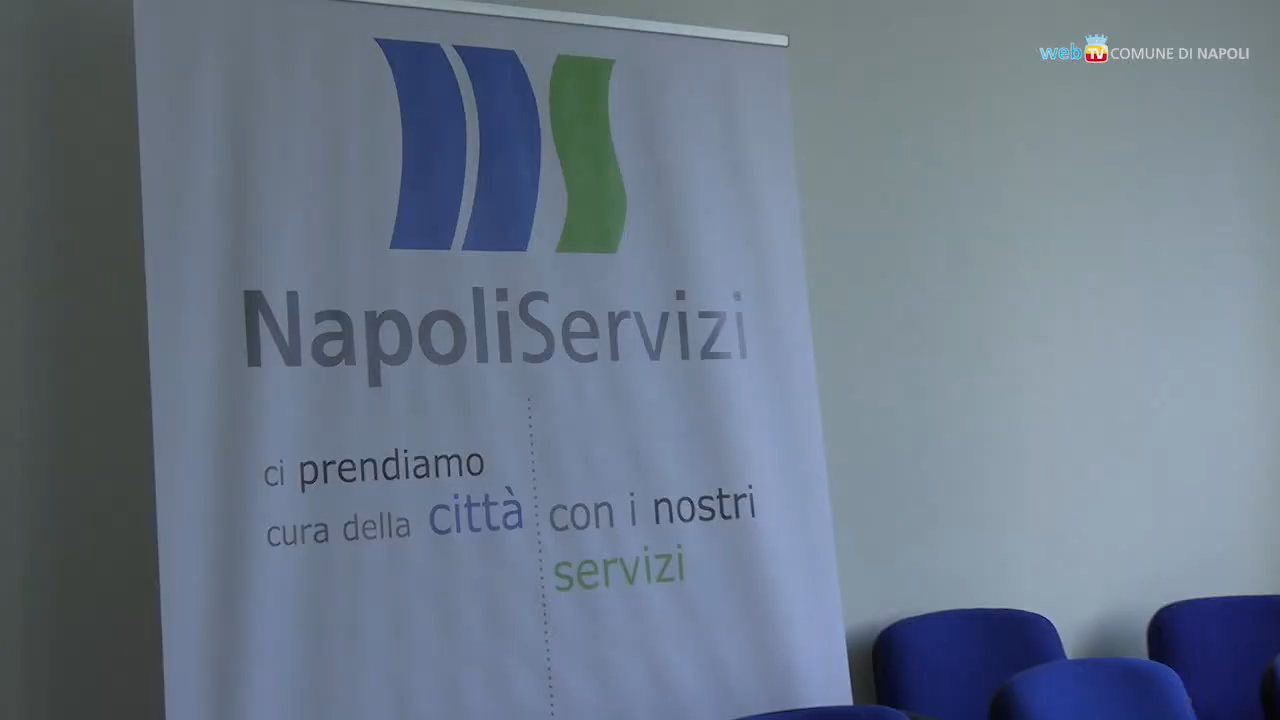 web TV COMUNE DI NAPOLI
NapoliServizi
ci prendiamo
cura della città
con i nostri
servizi